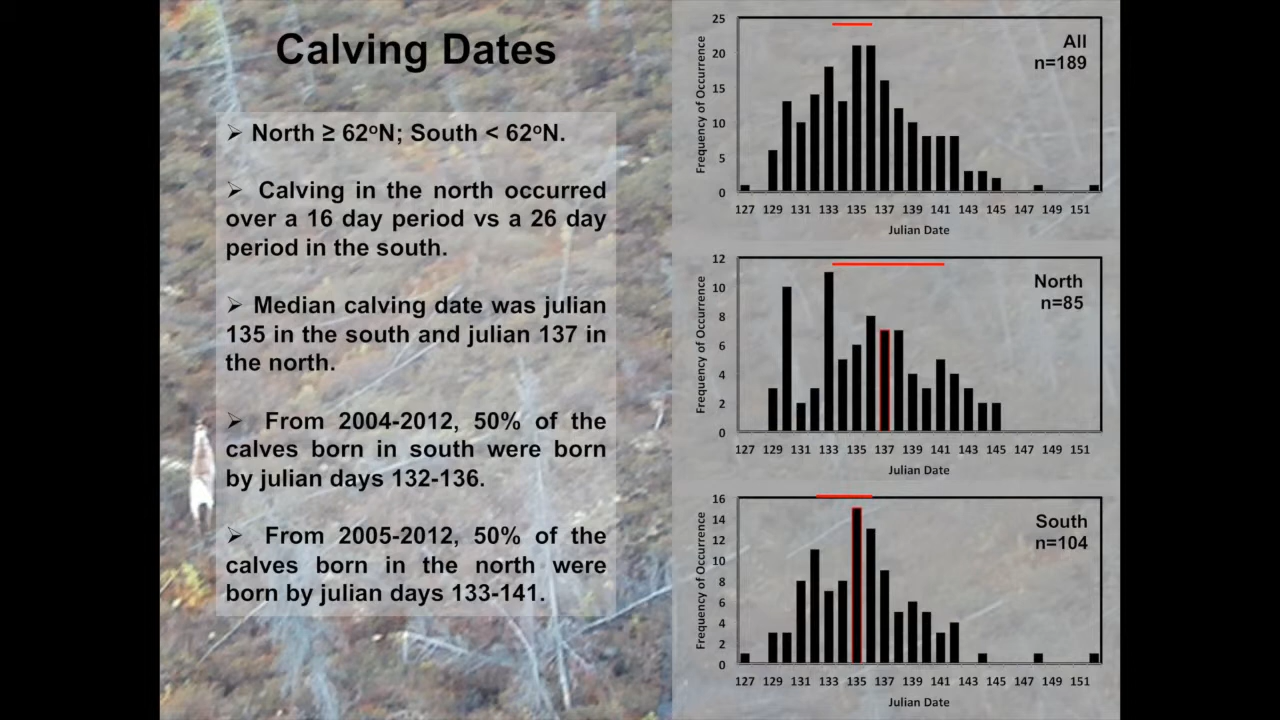 Calving Dates
➢ North ≥ 62ºN; South < 62ºN.
➢ Calving in the north occurred
over a 16 day period vs a 26 day
period in the south.
➢ Median calving date was julian
135 in the south and julian 137 in
the north.
➢ From 2004-2012, 50% of the
calves born in south were born
by julian days 132-136.
➢ From 2005-2012, 50% of the
calves born in the north were
born by julian days 133-141.
All
n=189
Frequency of Occurrence
25
20
15
10
5
0
127 129 131 133 135 137 139 141 143 145 147 149 151
Julian Date
North
n=85
Frequency of Occurrence
12
10
8
6
4
2
0
127 129 131 133 135 137 139 141 143 145 147 149 151
Julian Date
South
n=104
Frequency of Occurrence
16
14
12
10
8
6
4
2
0
127 129 131 133 135 137 139 141 143 145 147 149 151
Julian Date